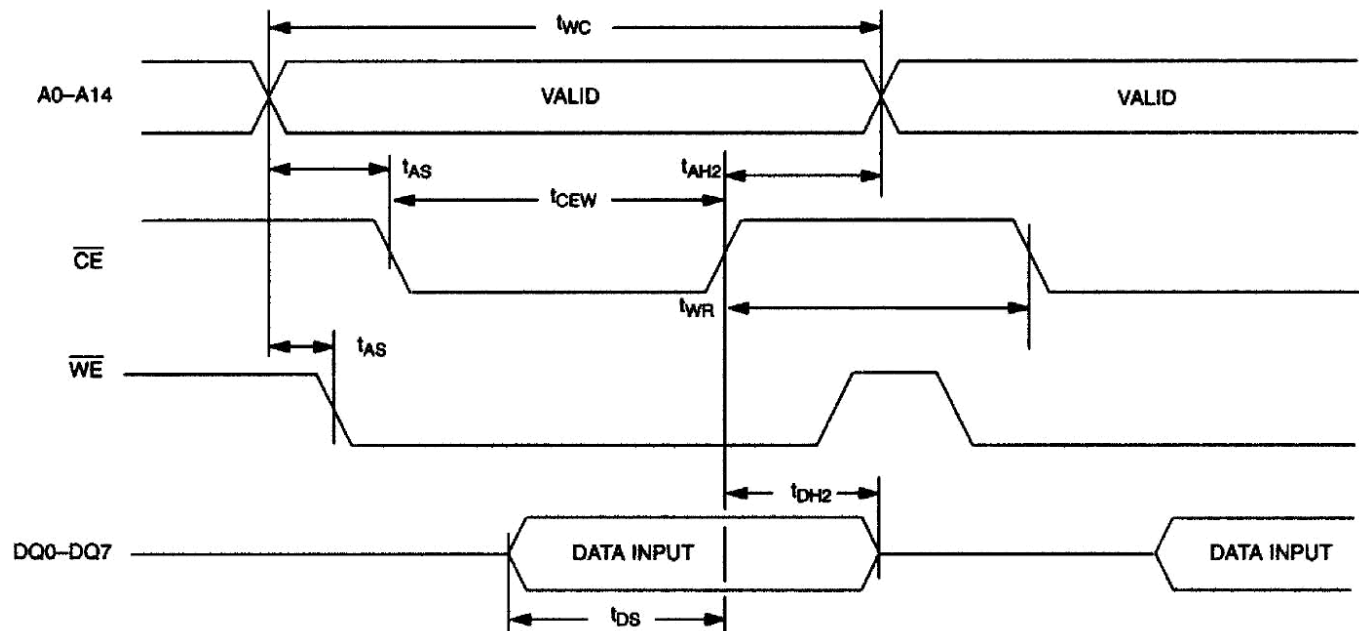 tWC
A0–A14
VALID
VALID
tAS
tAH2
tCEW
CE
tWR
tAS
WE
tDH2
DQ0–DQ7
DATA INPUT
DATA INPUT
tDS